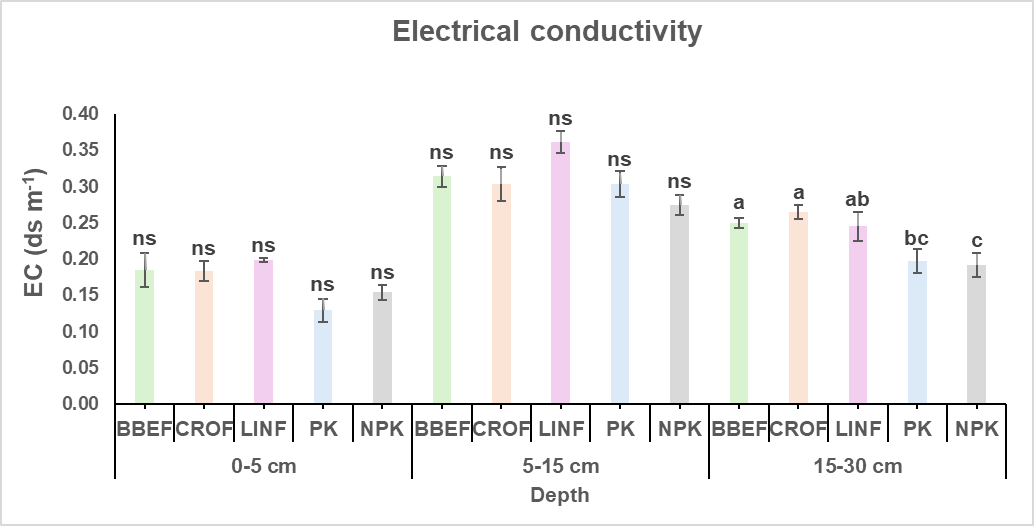 Electrical conductivity
EC (ds m⁻¹)
0.40
0.35
0.30
0.25
0.20
0.15
0.10
0.05
0.00
ns ns ns ns ns ns ns ns ns ns a a ab bc c
BBEF CROF LINF PK NPK BBEF CROF LINF PK NPK BBEF CROF LINF PK NPK
0-5 cm 5-15 cm 15-30 cm
Depth